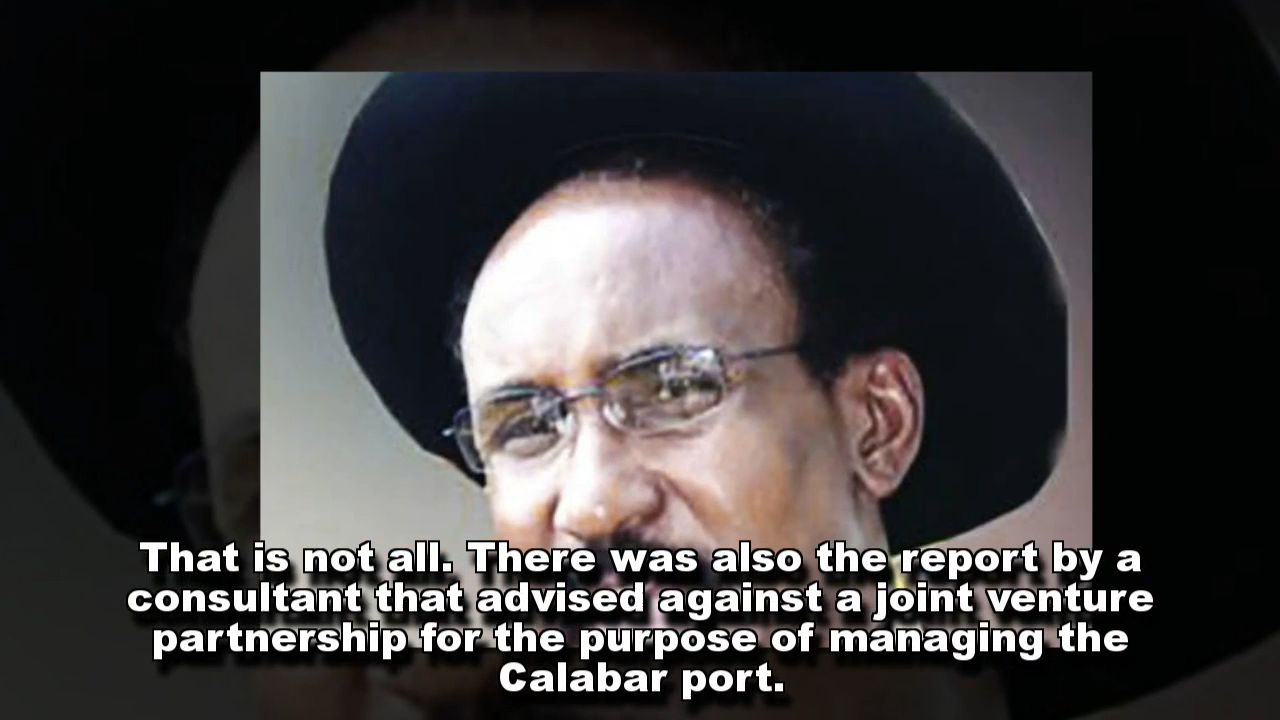 That is not all. There was also the report by a
consultant that advised against a joint venture
partnership for the purpose of managing the
Calabar port.